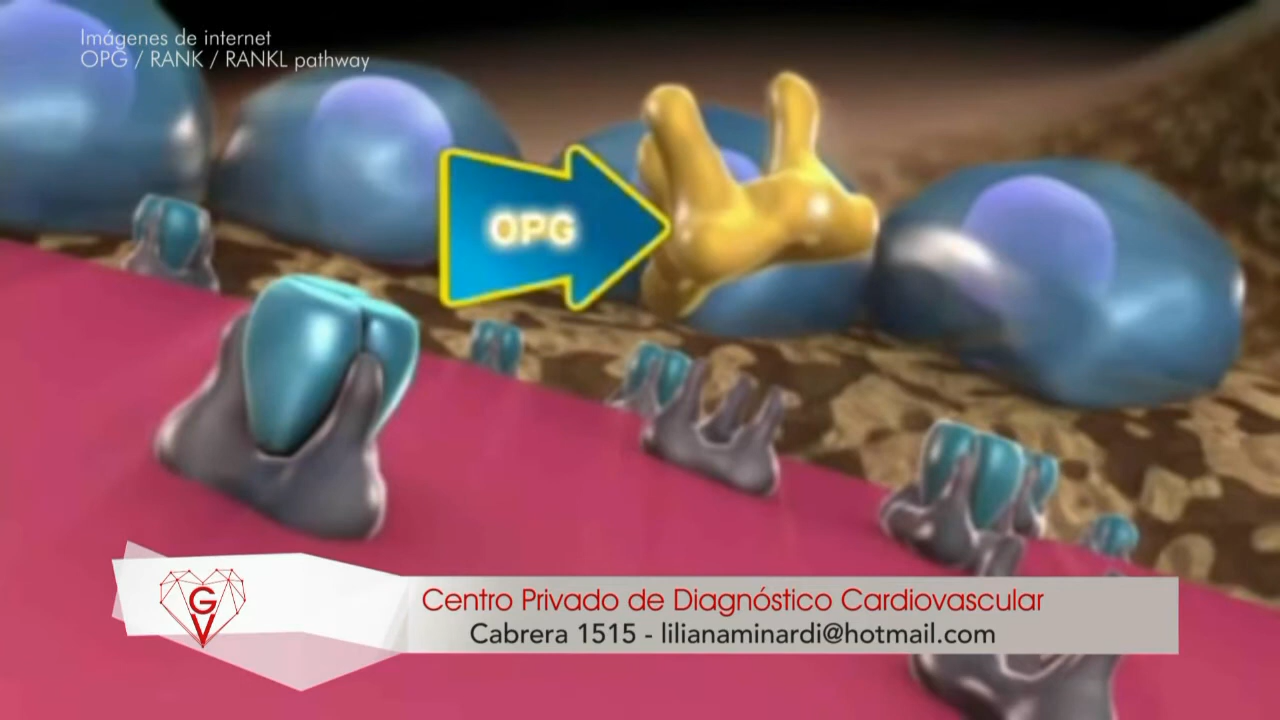 Imágenes de internet
OPG / RANK / RANKL pathway
OPG
GV
Centro Privado de Diagnóstico Cardiovascular
Cabrera 1515 - lilianaminardi@hotmail.com